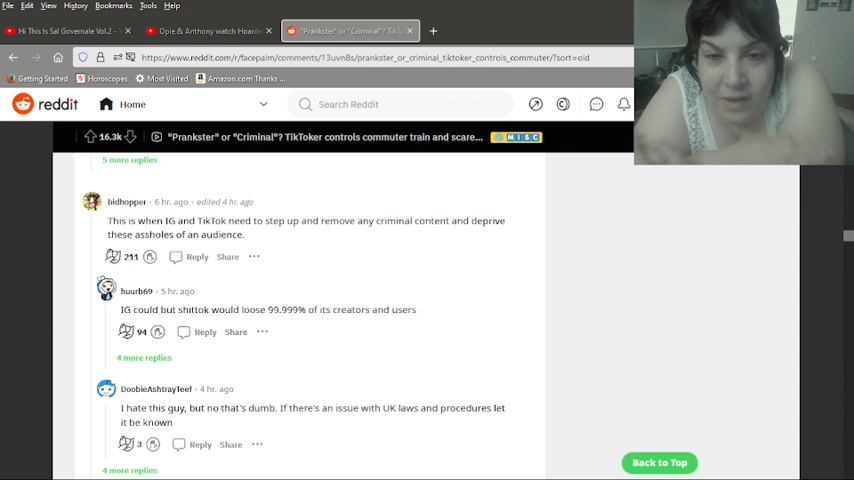 File Edit View History Bookmarks Tools Help
Hi This Is Sal Governale Vol.2 -
Opie & Anthony watch Hoarde
"Prankster" or "Criminal"? TikT
https://www.reddit.com/r/facepalm/comments/13uvn8s/prankster_or_criminal_tiktoker_controls_commuter/?sort=old
Getting Started Horoscopes Most Visited Amazon.com Thanks ...
reddit Home Search Reddit
16.3k "Prankster" or "Criminal"? TikToker controls commuter train and scare... MISC
5 more replies
bidhopper · 6 hr. ago · edited 4 hr. ago
This is when IG and TikTok need to step up and remove any criminal content and deprive
these assholes of an audience.
211 Reply Share ...
huurb69 · 5 hr. ago
IG could but shittok would loose 99.999% of its creators and users
94 Reply Share ...
4 more replies
DoobieAshtrayTeef · 4 hr. ago
I hate this guy, but no that's dumb. If there's an issue with UK laws and procedures let
it be known
3 Reply Share ...
4 more replies
Back to Top